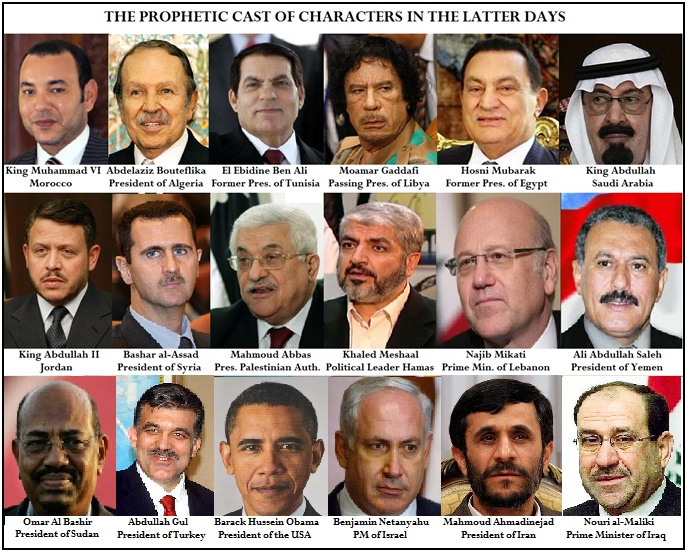 THE PROPHETIC CAST OF CHARACTERS IN THE LATTER DAYS
King Muhammad VI
Morocco
Abdelaziz Bouteflika
President of Algeria
El Ebidine Ben Ali
Former Pres. of Tunisia
Moamar Gaddafi
Passing Pres. of Libya
Hosni Mubarak
Former Pres. of Egypt
King Abdullah
Saudi Arabia
King Abdullah II
Jordan
Bashar al-Assad
President of Syria
Mahmoud Abbas
Pres. Palestinian Auth.
Khaled Meshaal
Political Leader Hamas
Najib Mikati
Prime Min. of Lebanon
Ali Abdullah Saleh
President of Yemen
Omar Al Bashir
President of Sudan
Abdullah Gul
President of Turkey
Barack Hussein Obama
President of the USA
Benjamin Netanyahu
PM of Israel
Mahmoud Ahmadinejad
President of Iran
Nouri al-Maliki
Prime Minister of Iraq